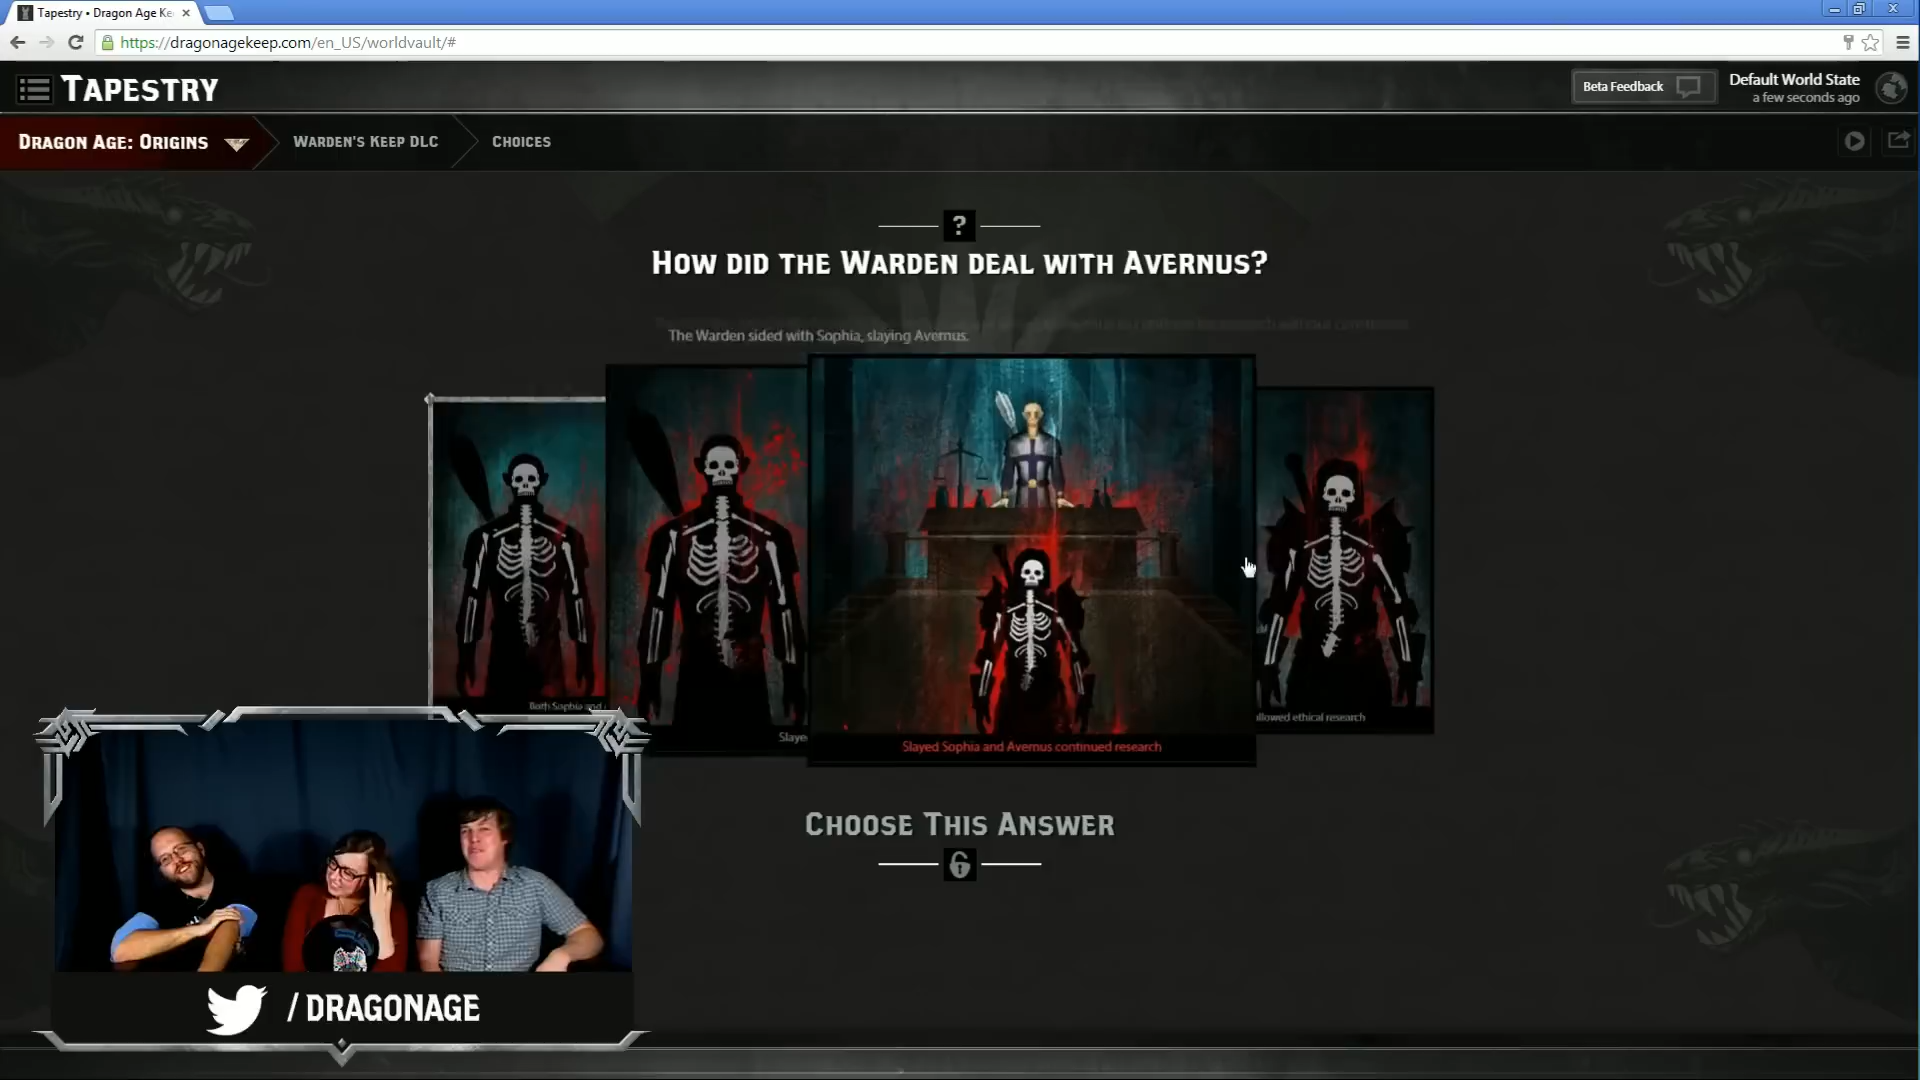 Tapestry • Dragon Age Ke
https://dragonagekeep.com/en_US/worldvault/#
TAPESTRY
Beta Feedback
Default World State
a few seconds ago
DRAGON AGE: ORIGINS
WARDEN'S KEEP DLC
CHOICES
?
HOW DID THE WARDEN DEAL WITH AVERNUS?
The Warden sided with Sophia, slaying Avernus.
Both Sophia and
Slaye
Slayed Sophia and Avernus continued research
allowed ethical research
CHOOSE THIS ANSWER
/DRAGONAGE